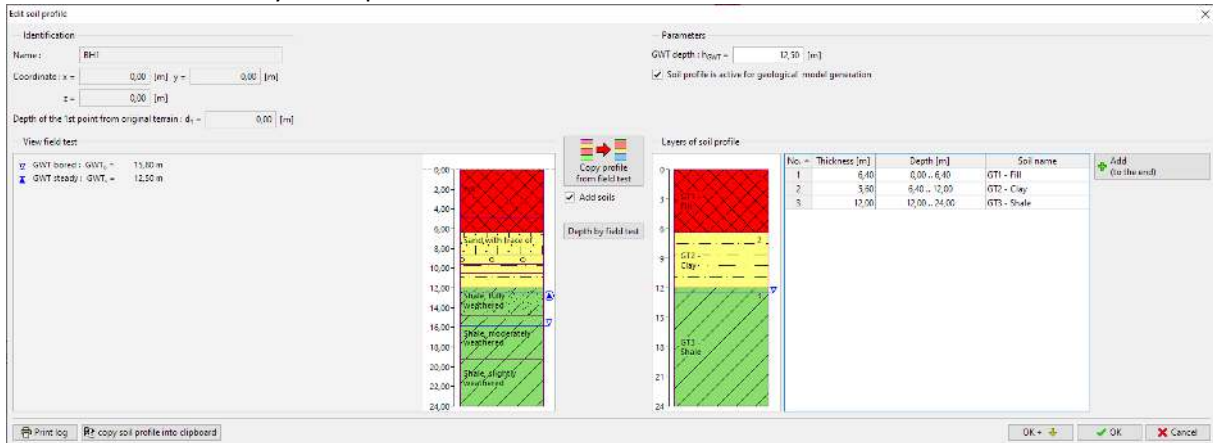 Edit soil profile
Identification
Name :
BH1
Coordinate : x =
0,00 [m] y =
0,00 [m]
z =
0,00 [m]
Depth of the 1st point from original terrain : d₁ =
0,00 [m]
Parameters
GWT depth : hGWT =
12,50 [m]
Soil profile is active for geological model generation
View field test
GWT bored : GWT
15,80 m
GWT steady : GWT
12,50 m
0,00
2,00
4,00
6,00
8,00
10,00
12,00
14,00
16,00
18,00
20,00
22,00
24,00
Sand with trace of
Shale, fully
weathered
Shale, moderately
weathered
Shale, slightly
weathered
Copy profile
from field test
Add soils
Depth by field test
Layers of soil profile
0
3
6
9
12
15
18
21
24
GT2 -
Clay
2
GT3
Shale
No. Thickness [m] Depth [m] Soil name
1 6,40 0,00 .. 6,40 GT1 - Fill
2 5,60 6,40 .. 12,00 GT2 - Clay
3 12,00 12,00 .. 24,00 GT3 - Shale
Add
(to the end)
Print log
copy soil profile into clipboard
OK +
OK
Cancel